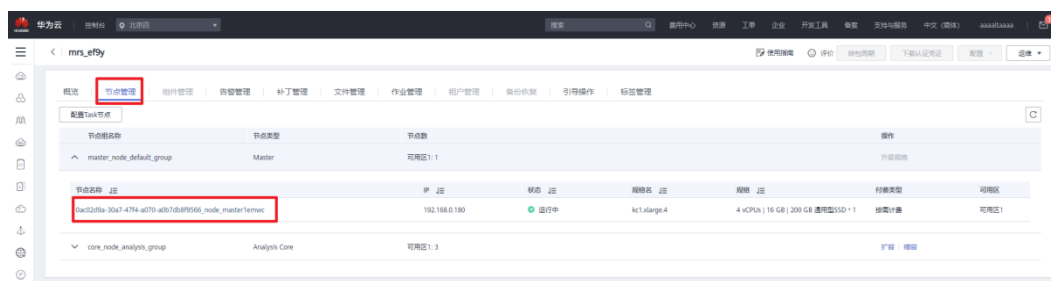 HUAWEI 华为云 控制台 北京四 搜索 费用中心 资源 工单 企业 开发工具 备案 支持与服务 中文 (简体) aaaaltaaaa
mrs_ef9y 使用指南 评价 转包周期 下载认证凭证 配置 运维
概览 节点管理 组件管理 告警管理 补丁管理 文件管理 作业管理 租户管理 备份恢复 引导操作 标签管理
配置Task节点
节点组名称 节点类型 节点数 操作
master_node_default_group Master 可用区1: 1 升级规格
节点名称 IP 状态 规格名 规格 付费类型 可用区
0ac02d9a-30a7-47f4-a070-a0b7db8f9566_node_master1emwc 192.168.0.180 运行中 kc1.xlarge.4 4 vCPUs | 16 GB | 200 GB 通用型SSD * 1 按需计费 可用区1
core_node_analysis_group Analysis Core 可用区1: 3 扩容 缩容